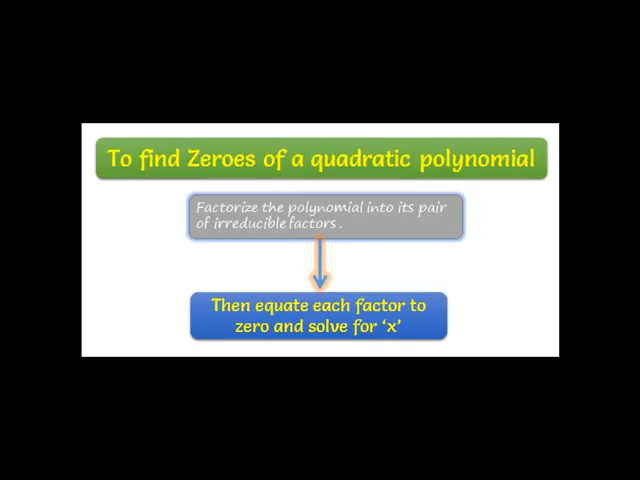 To find Zeroes of a quadratic polynomial
Factorize the polynomial into its pair
of irreducible factors .
Then equate each factor to
zero and solve for ‘x’